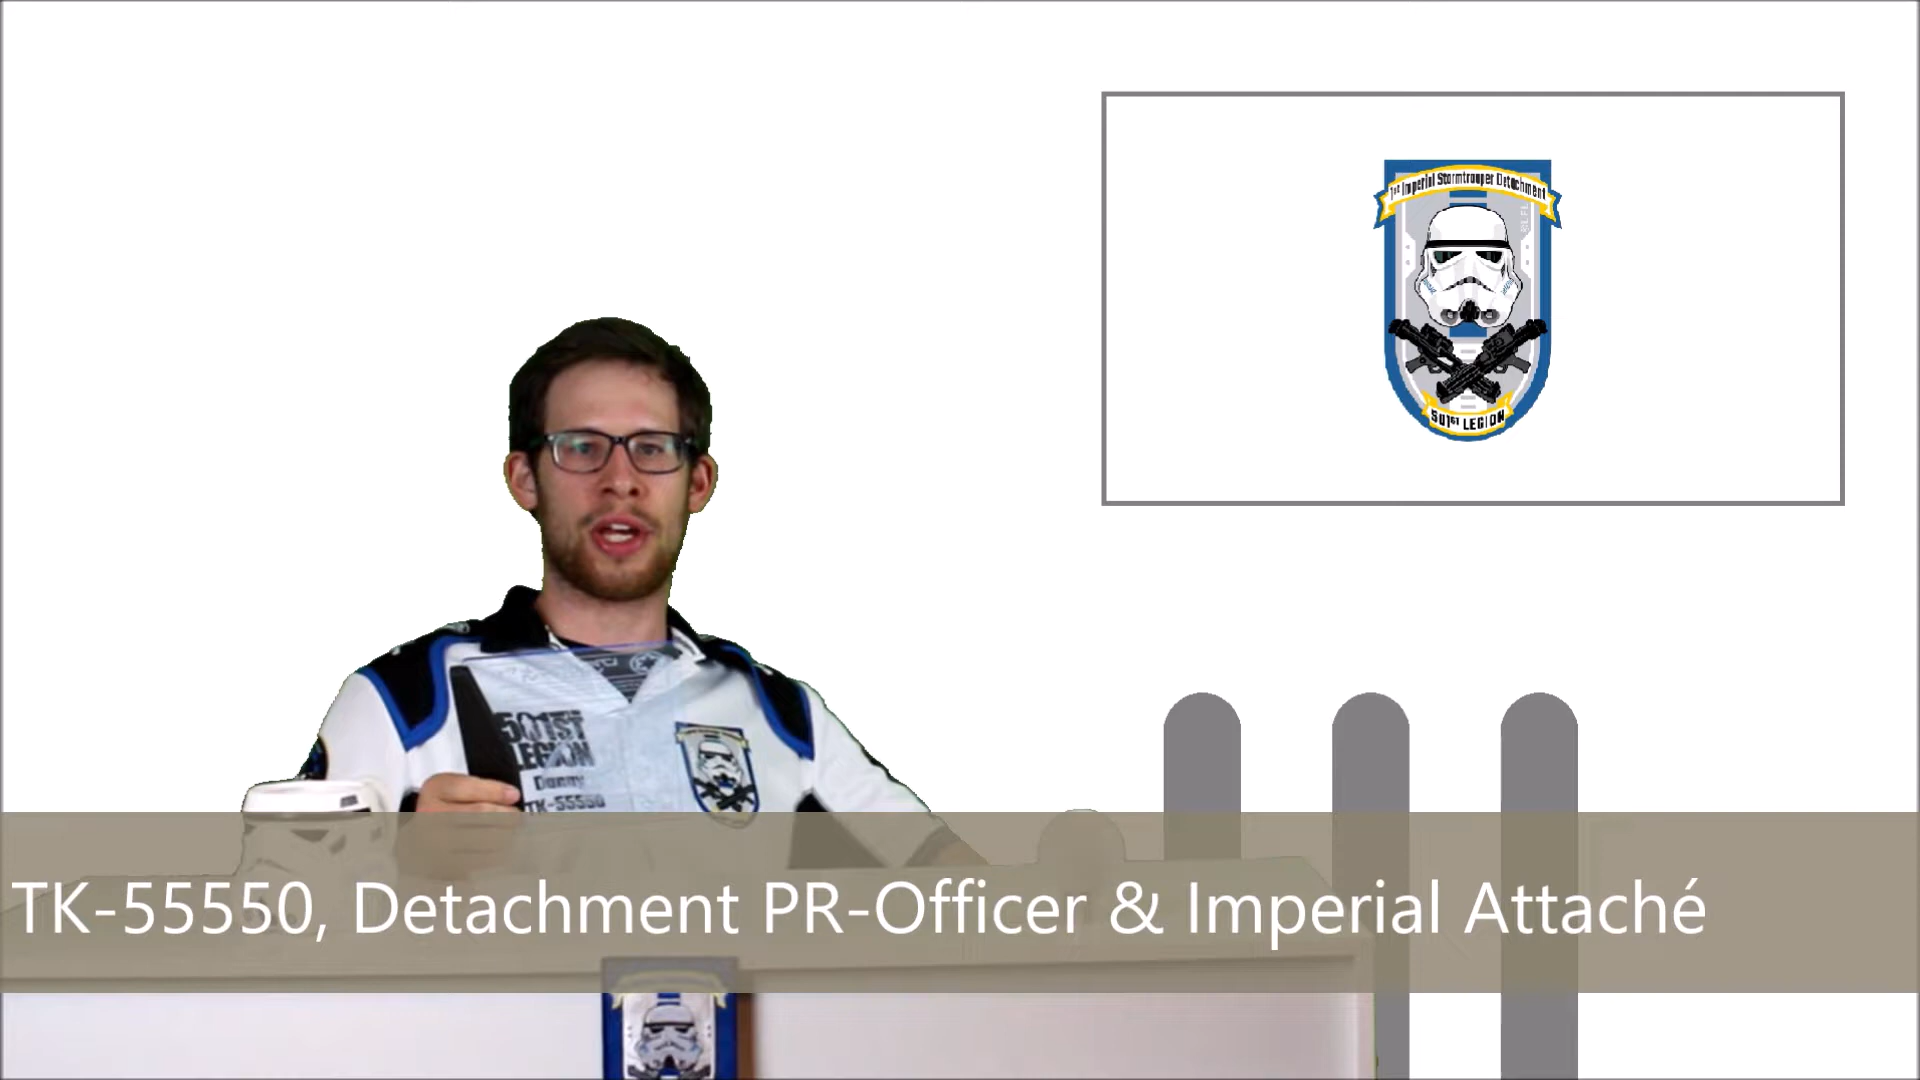 1st Imperial Stormtrooper Detachment
501ST LEGION
501ST
LEGION
Danny
TK-55550
TK-55550, Detachment PR-Officer & Imperial Attaché